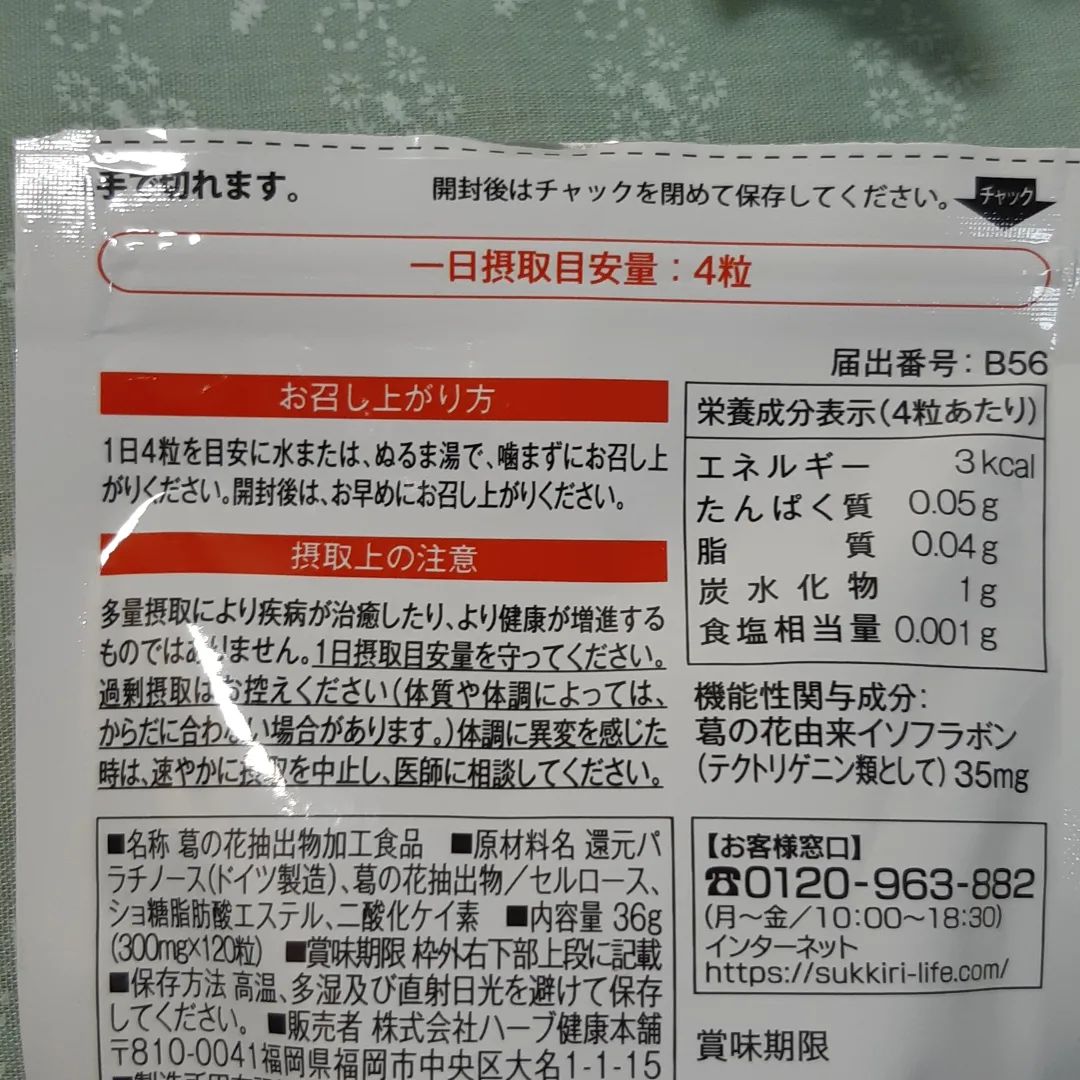 手で切れます。
開封後はチャックを閉めて保存してください。
チャック
一日摂取目安量：4粒
届出番号：B56
お召し上がり方
1日4粒を目安に水または、ぬるま湯で、噛まずにお召し上
がりください。開封後は、お早めにお召し上がりください。
摂取上の注意
多量摂取により疾病が治癒したり、より健康が増進する
ものではありません。1日摂取目安量を守ってください。
過剰摂取はお控えください（体質や体調によっては、
からだに合わない場合があります。）体調に異変を感じた
時は、速やかに摂取を中止し、医師に相談してください。
栄養成分表示（4粒あたり）
エネルギー 3kcal
たんぱく質 0.05g
脂質 0.04g
炭水化物 1g
食塩相当量 0.001g
機能性関与成分：
葛の花由来イソフラボン
（テクトリゲニン類として）35mg
■名称 葛の花抽出物加工食品 ■原材料名 還元パ
ラチノース（ドイツ製造）、葛の花抽出物／セルロース、
ショ糖脂肪酸エステル、二酸化ケイ素 ■内容量 36g
（300mg×120粒） ■賞味期限 枠外右下部上段に記載
■保存方法 高温、多湿及び直射日光を避けて保存
してください。 ■販売者 株式会社ハーブ健康本舗
〒810-0041福岡県福岡市中央区大名1-1-15
【お客様窓口】
☎0120-963-882
（月〜金／10:00〜18:30）
インターネット
https://sukkiri-life.com/
賞味期限